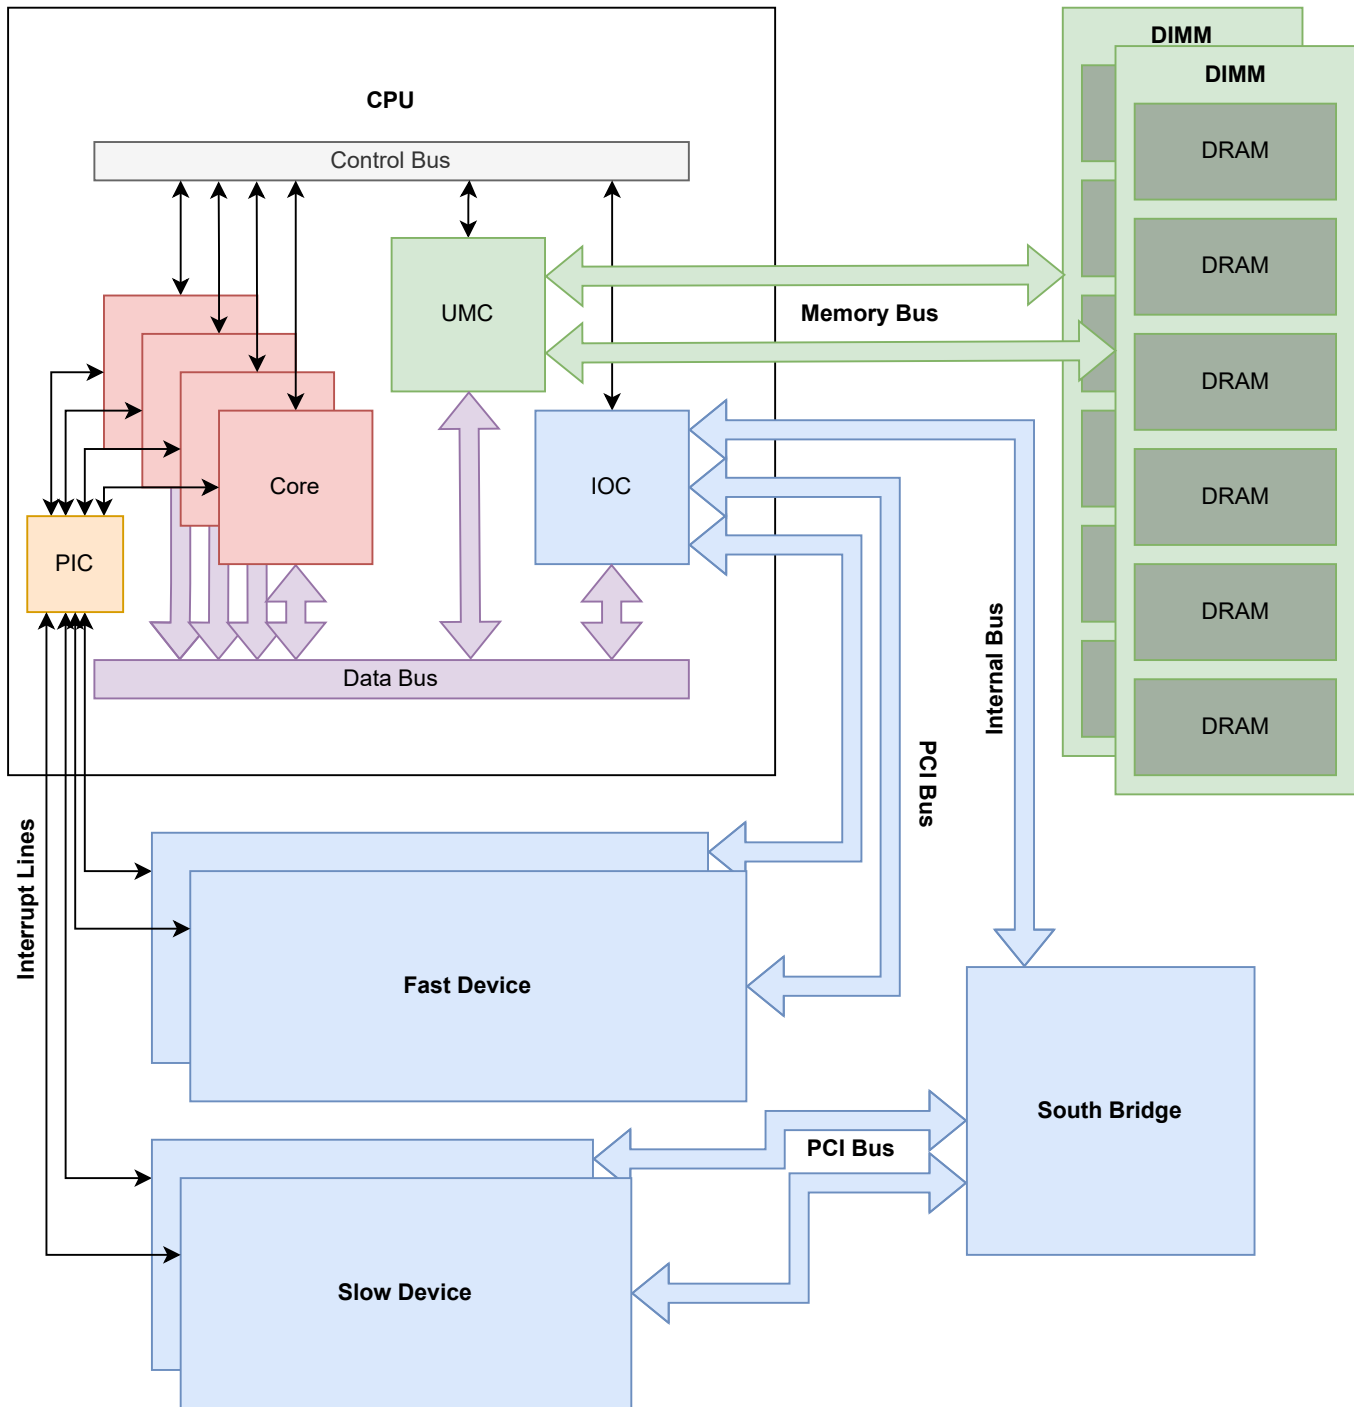 DIMM
DIMM
CPU
Control Bus
DRAM
DRAM
UMC
Memory Bus
DRAM
Core
IOC
DRAM
PIC
DRAM
Internal Bus
Data Bus
DRAM
PCI Bus
Interrupt Lines
Fast Device
South Bridge
PCI Bus
Slow Device